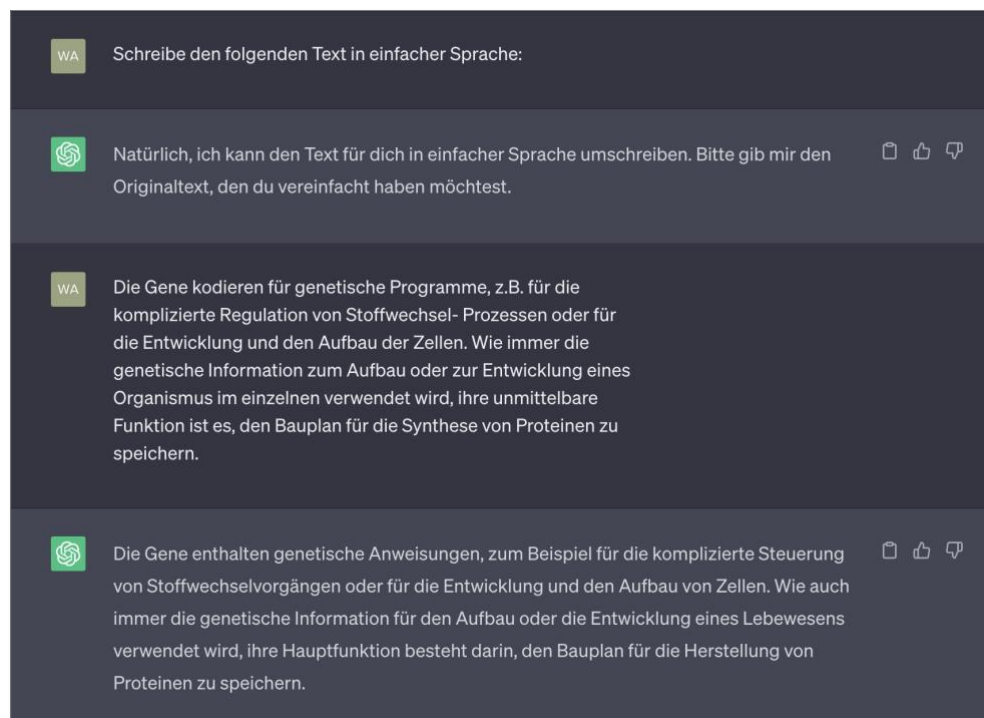 WA
Schreibe den folgenden Text in einfacher Sprache:
Natürlich, ich kann den Text für dich in einfacher Sprache umschreiben. Bitte gib mir den
Originaltext, den du vereinfacht haben möchtest.
WA
Die Gene kodieren für genetische Programme, z.B. für die
komplizierte Regulation von Stoffwechsel- Prozessen oder für
die Entwicklung und den Aufbau der Zellen. Wie immer die
genetische Information zum Aufbau oder zur Entwicklung eines
Organismus im einzelnen verwendet wird, ihre unmittelbare
Funktion ist es, den Bauplan für die Synthese von Proteinen zu
speichern.
Die Gene enthalten genetische Anweisungen, zum Beispiel für die komplizierte Steuerung
von Stoffwechselvorgängen oder für die Entwicklung und den Aufbau von Zellen. Wie auch
immer die genetische Information für den Aufbau oder die Entwicklung eines Lebewesens
verwendet wird, ihre Hauptfunktion besteht darin, den Bauplan für die Herstellung von
Proteinen zu speichern.